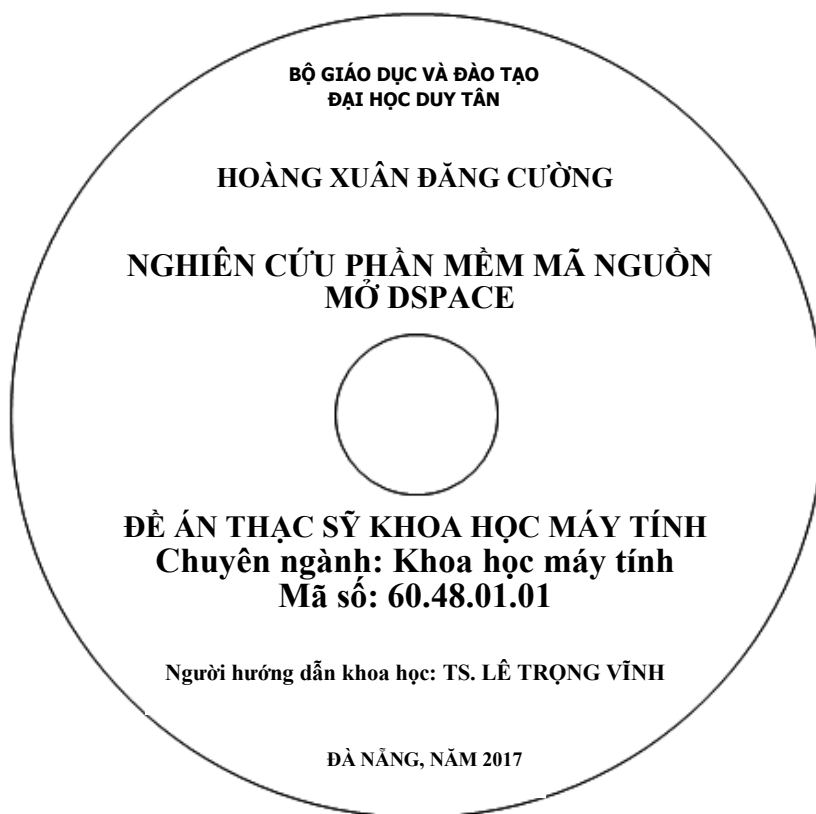 BỘ GIÁO DỤC VÀ ĐÀO TẠO
ĐẠI HỌC DUY TÂN
HOÀNG XUÂN ĐĂNG CƯỜNG
NGHIÊN CỨU PHẦN MỀM MÃ NGUỒN
MỞ DSPACE
ĐỀ ÁN THẠC SỸ KHOA HỌC MÁY TÍNH
Chuyên ngành: Khoa học máy tính
Mã số: 60.48.01.01
Người hướng dẫn khoa học: TS. LÊ TRỌNG VĨNH
ĐÀ NẴNG, NĂM 2017